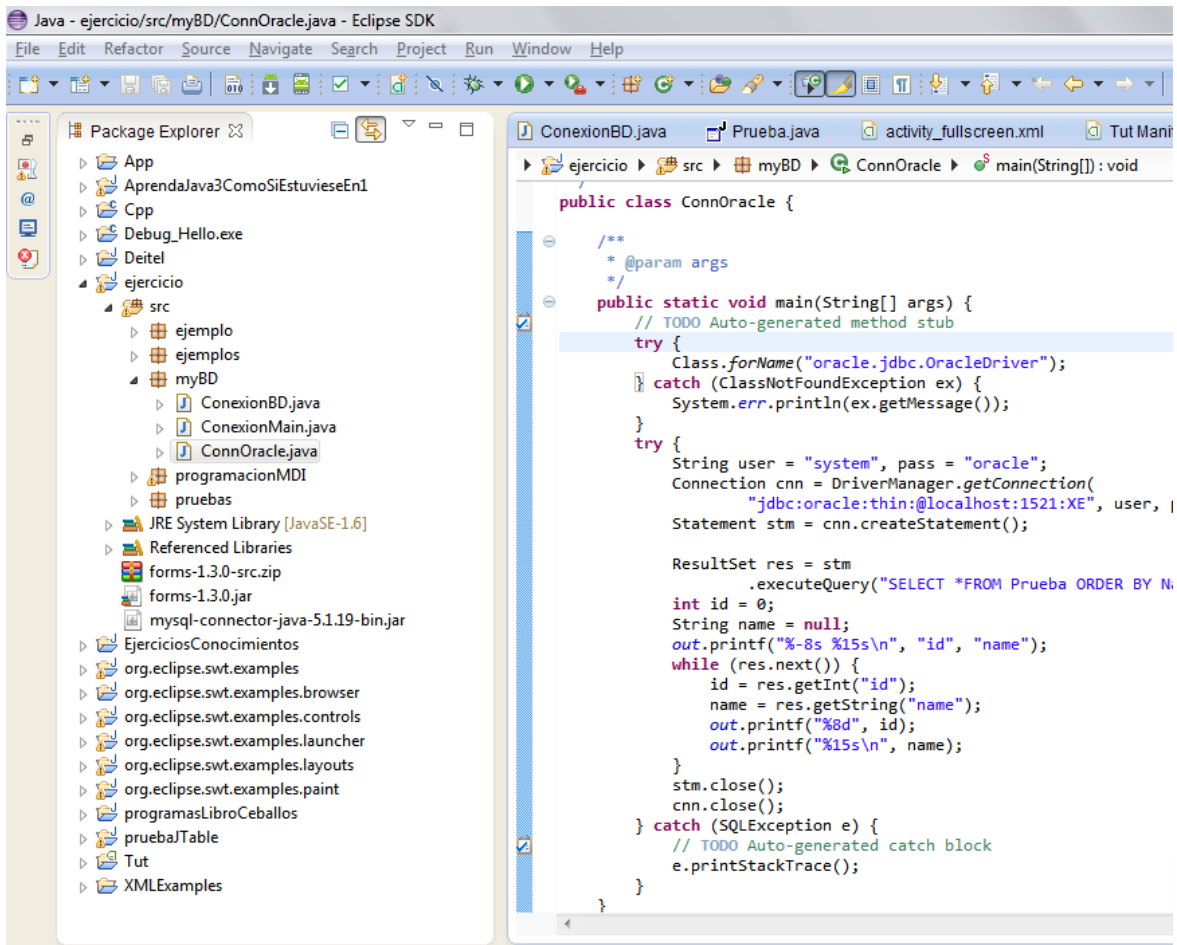 Java - ejercicio/src/myBD/ConnOracle.java - Eclipse SDK
File Edit Refactor Source Navigate Search Project Run Window Help
Package Explorer
App
AprendaJava3ComoSiEstuvieseEn1
Cpp
Debug_Hello.exe
Deitel
ejercicio
src
ejemplo
ejemplos
myBD
ConexionBD.java
ConexionMain.java
ConnOracle.java
programacionMDI
pruebas
JRE System Library [JavaSE-1.6]
Referenced Libraries
forms-1.3.0-src.zip
forms-1.3.0.jar
mysql-connector-java-5.1.19-bin.jar
EjerciciosConocimientos
org.eclipse.swt.examples
org.eclipse.swt.examples.browser
org.eclipse.swt.examples.controls
org.eclipse.swt.examples.launcher
org.eclipse.swt.examples.layouts
org.eclipse.swt.examples.paint
programasLibroCeballos
pruebaJTable
Tut
XMLExamples
ConexionBD.java Prueba.java activity_fullscreen.xml Tut Mani
ejercicio src myBD ConnOracle main(String[]) : void
*/
public class ConnOracle {
/**
* @param args
*/
public static void main(String[] args) {
// TODO Auto-generated method stub
try {
Class.forName("oracle.jdbc.OracleDriver");
} catch (ClassNotFoundException ex) {
System.err.println(ex.getMessage());
}
try {
String user = "system", pass = "oracle";
Connection cnn = DriverManager.getConnection(
"jdbc:oracle:thin:@localhost:1521:XE", user,
Statement stm = cnn.createStatement();
ResultSet res = stm
.executeQuery("SELECT *FROM Prueba ORDER BY
int id = 0;
String name = null;
out.printf("%-8s %15s\n", "id", "name");
while (res.next()) {
id = res.getInt("id");
name = res.getString("name");
out.printf("%8d", id);
out.printf("%15s\n", name);
}
stm.close();
cnn.close();
} catch (SQLException e) {
// TODO Auto-generated catch block
e.printStackTrace();
}
}